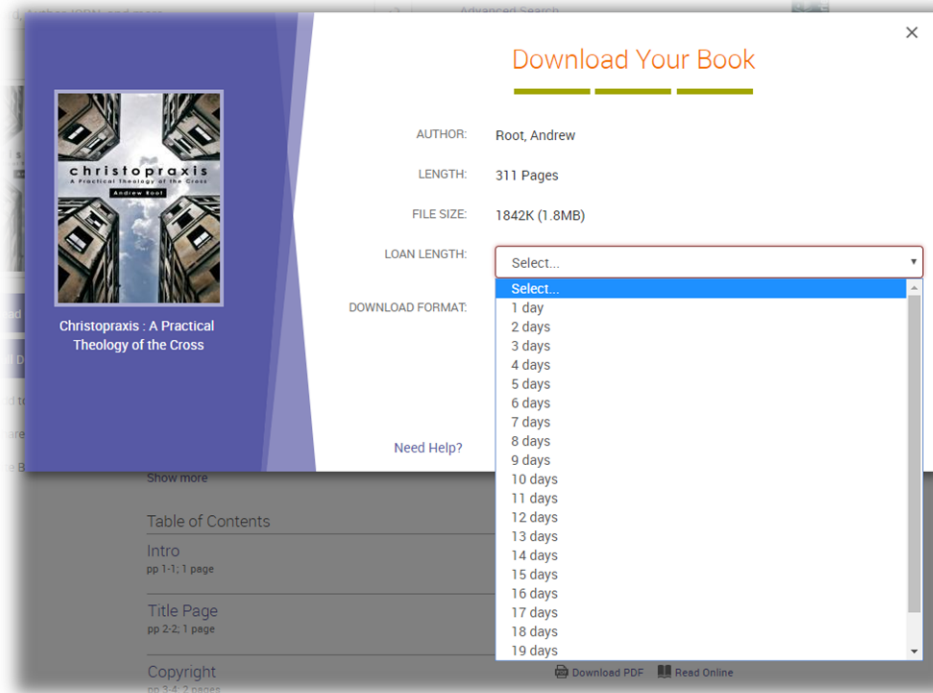 Advanced Search
Download Your Book
christopraxis
A Practical Theology of the Cross
Andrew Root
Christopraxis : A Practical
Theology of the Cross
AUTHOR: Root, Andrew
LENGTH: 311 Pages
FILE SIZE: 1842K (1.8MB)
LOAN LENGTH: Select...
DOWNLOAD FORMAT:
Select...
1 day
2 days
3 days
4 days
5 days
6 days
7 days
8 days
9 days
10 days
11 days
12 days
13 days
14 days
15 days
16 days
17 days
18 days
19 days
Need Help?
Show more
Table of Contents
Intro
pp 1-1; 1 page
Title Page
pp 2-2; 1 page
Copyright
pp 3-4; 2 pages
Download PDF Read Online